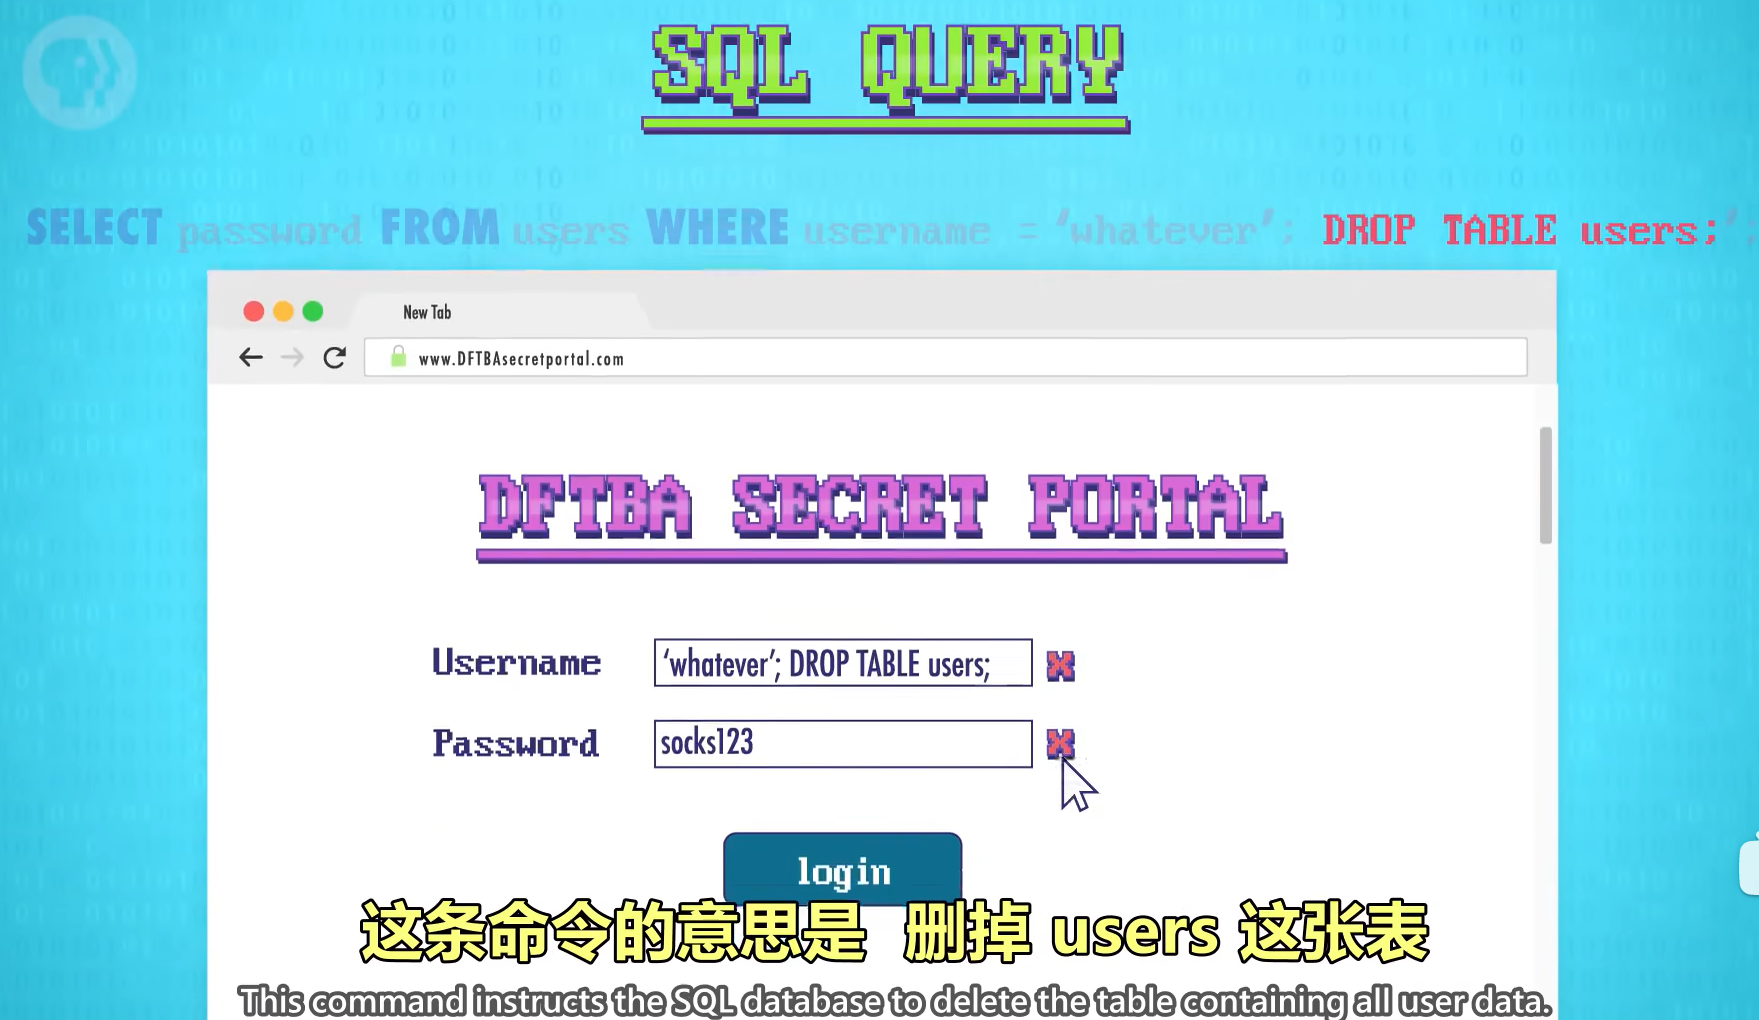 SQL QUERY
SELECT password FROM users WHERE username = ‘whatever’; DROP TABLE users;’;
New Tab
www.DFTBAsecretportal.com
DFTBA SECRET PORTAL
Username ‘whatever’; DROP TABLE users;
Password socks123
login
这条命令的意思是 删掉 users 这张表
This command instructs the SQL database to delete the table containing all user data.